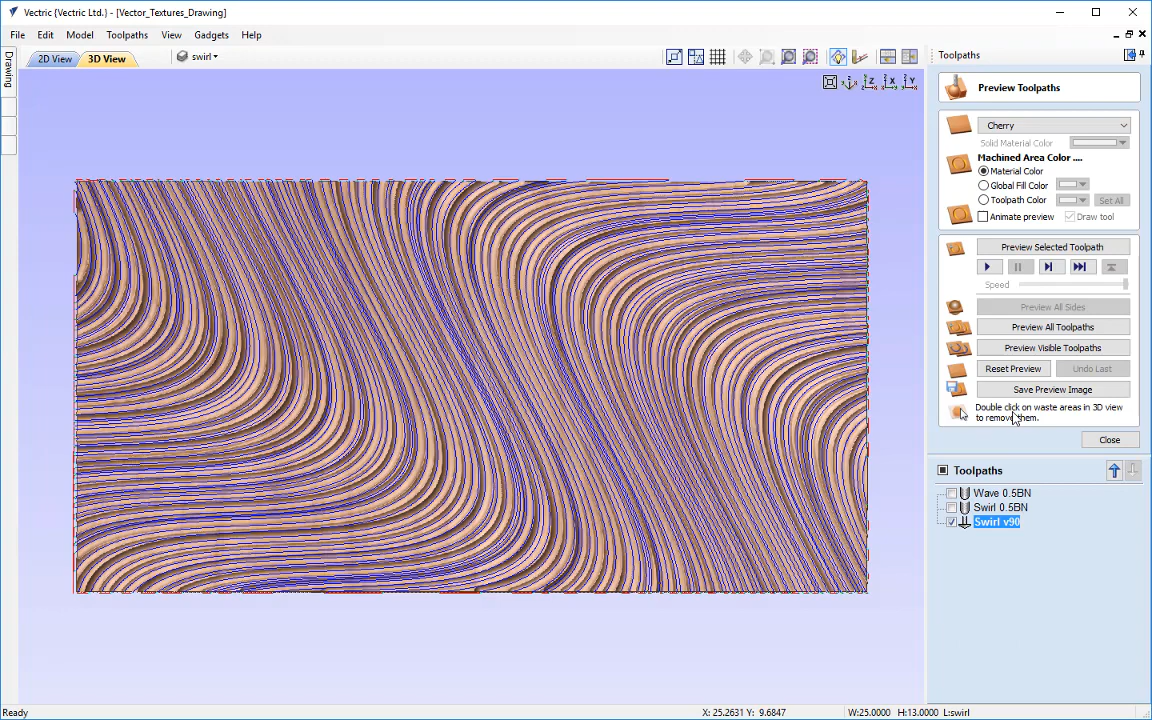 Vectric {Vectric Ltd.} - [Vector_Textures_Drawing]
File Edit Model Toolpaths View Gadgets Help
Drawing
2D View 3D View swirl
Toolpaths
Z X Y
Preview Toolpaths
Cherry
Solid Material Color
Machined Area Color ....
Material Color
Global Fill Color
Toolpath Color Set All
Animate preview Draw tool
Preview Selected Toolpath
Speed
Preview All Sides
Preview All Toolpaths
Preview Visible Toolpaths
Reset Preview Undo Last
Save Preview Image
Double click on waste areas in 3D view
to remove them.
Close
Toolpaths
Wave 0.5BN
Swirl 0.5BN
Swirl v90
Ready X: 25.2631 Y: 9.6847 W:25.0000 H:13.0000 L:swirl